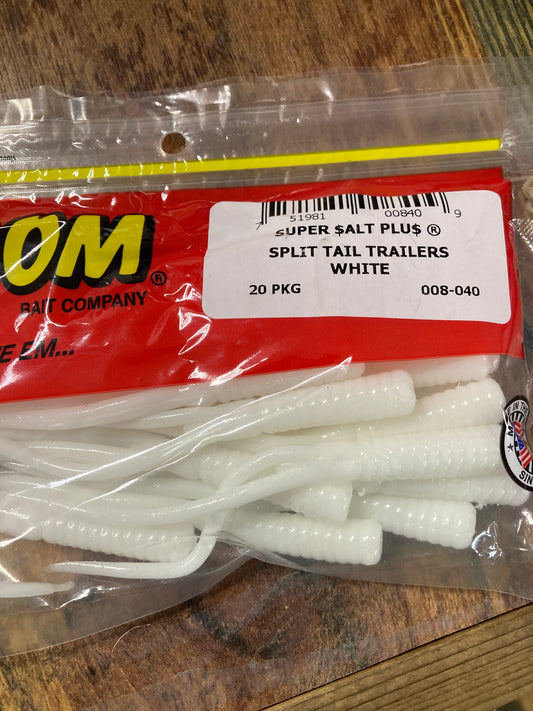 7 51981 00840 9
SUPER $ALT PLU$ ®
SPLIT TAIL TRAILERS
WHITE
20 PKG 008-040
OM®
BAIT COMPANY
EM...